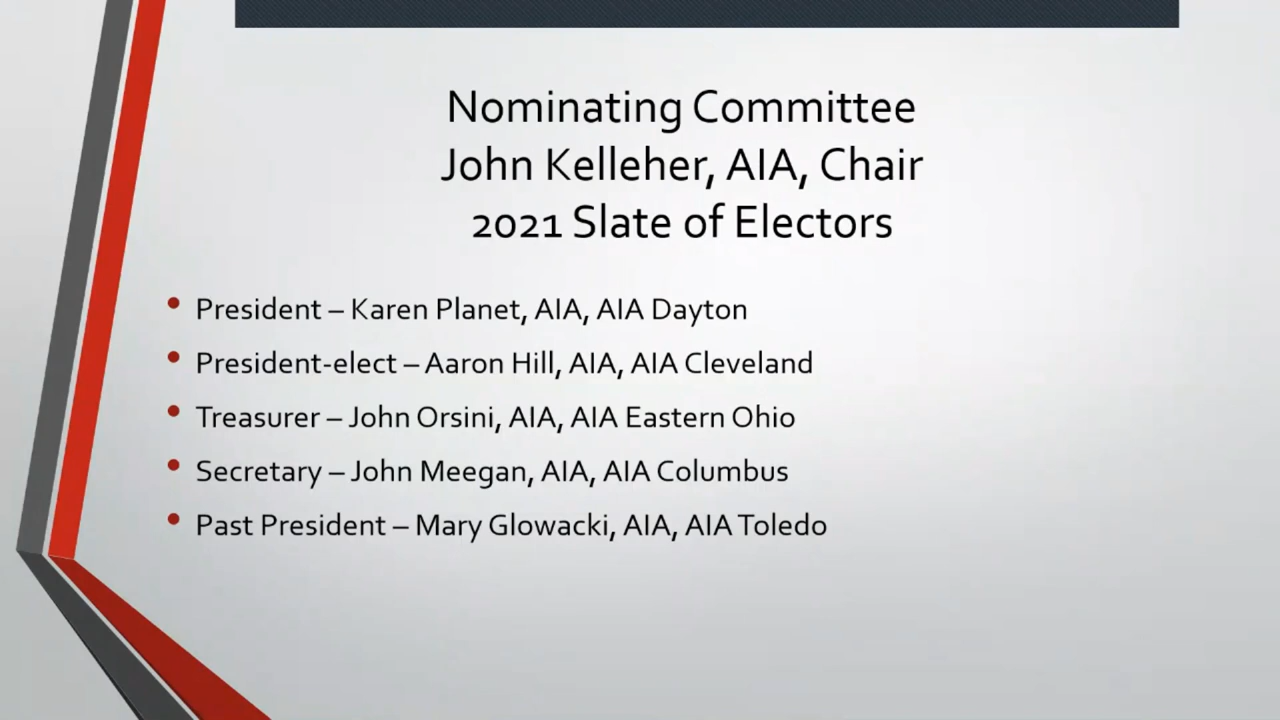 Nominating Committee
John Kelleher, AIA, Chair
2021 Slate of Electors
• President – Karen Planet, AIA, AIA Dayton
• President-elect – Aaron Hill, AIA, AIA Cleveland
• Treasurer – John Orsini, AIA, AIA Eastern Ohio
• Secretary – John Meegan, AIA, AIA Columbus
• Past President – Mary Glowacki, AIA, AIA Toledo